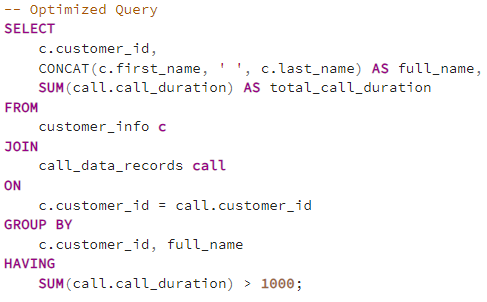 -- Optimized Query
SELECT
    c.customer_id,
    CONCAT(c.first_name, ' ', c.last_name) AS full_name,
    SUM(call.call_duration) AS total_call_duration
FROM
    customer_info c
JOIN
    call_data_records call
ON
    c.customer_id = call.customer_id
GROUP BY
    c.customer_id, full_name
HAVING
    SUM(call.call_duration) > 1000;